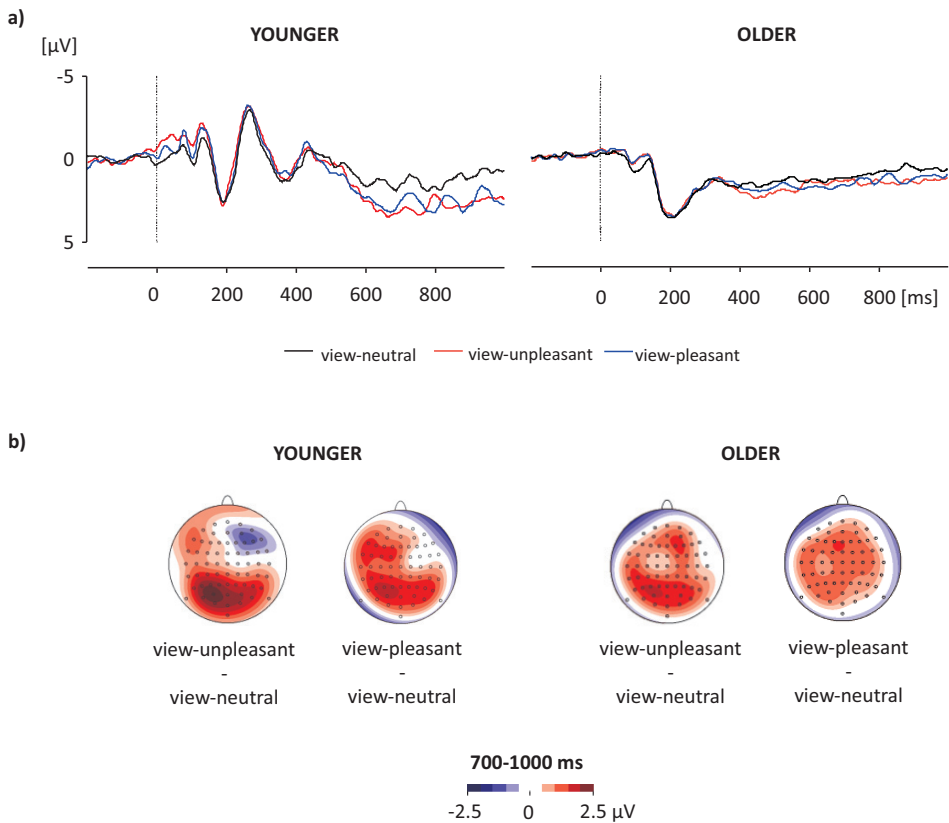 a)
YOUNGER OLDER
[µV]
-5
0
5
0 200 400 600 800 0 200 400 600 800 [ms]
view-neutral view-unpleasant view-pleasant
b)
YOUNGER OLDER
view-unpleasant view-pleasant view-unpleasant view-pleasant
- - - -
view-neutral view-neutral view-neutral view-neutral
700-1000 ms
-2.5 0 2.5 µV